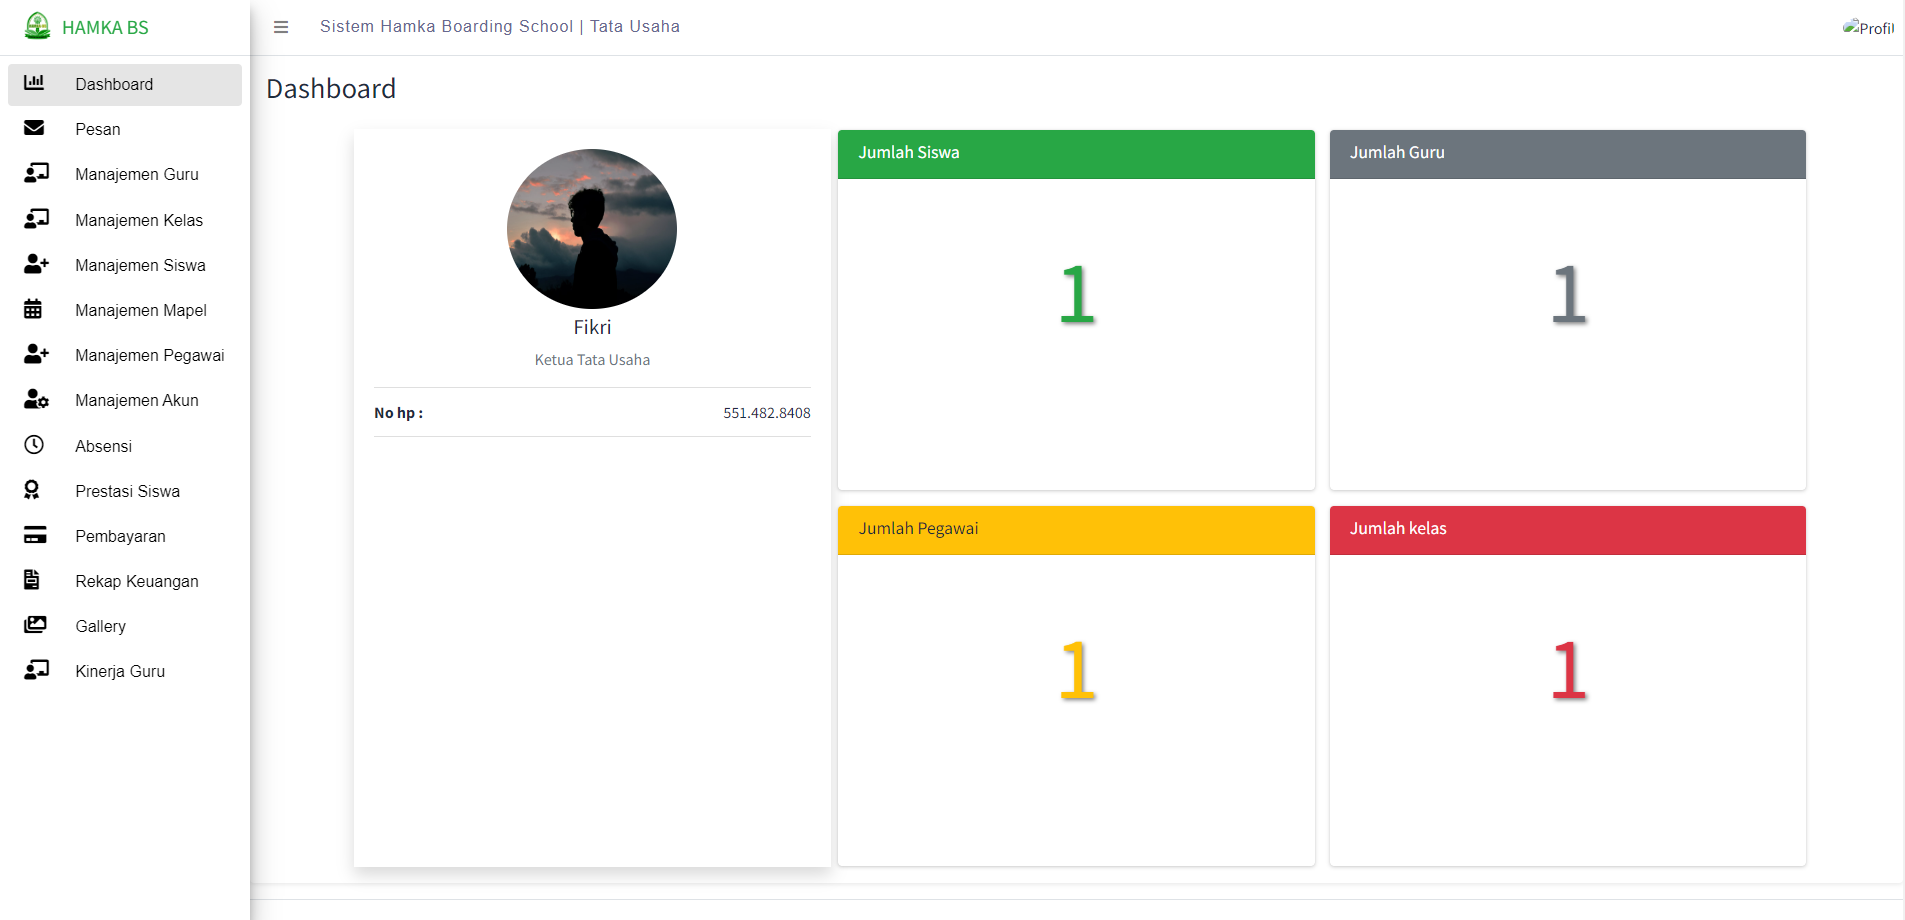 HAMKA BS
Sistem Hamka Boarding School | Tata Usaha
Profil
Dashboard
Pesan
Manajemen Guru
Manajemen Kelas
Manajemen Siswa
Manajemen Mapel
Manajemen Pegawai
Manajemen Akun
Absensi
Prestasi Siswa
Pembayaran
Rekap Keuangan
Gallery
Kinerja Guru
Dashboard
Fikri
Ketua Tata Usaha
No hp : 551.482.8408
Jumlah Siswa
1
Jumlah Guru
1
Jumlah Pegawai
1
Jumlah kelas
1